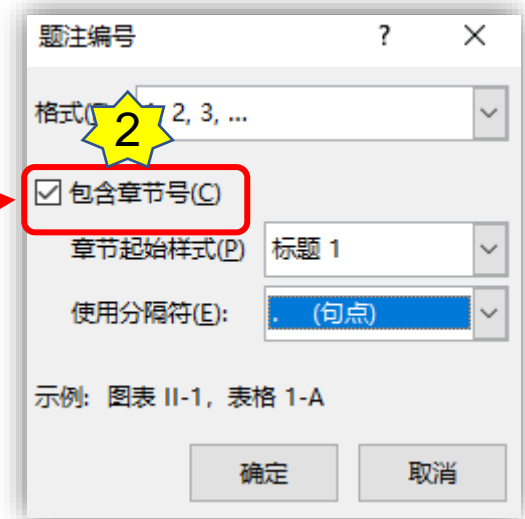 题注编号 ? ×
格式( 2, 3, ...
2
包含章节号(C)
章节起始样式(P) 标题 1
使用分隔符(E): . (句点)
示例: 图表 II-1, 表格 1-A
确定 取消